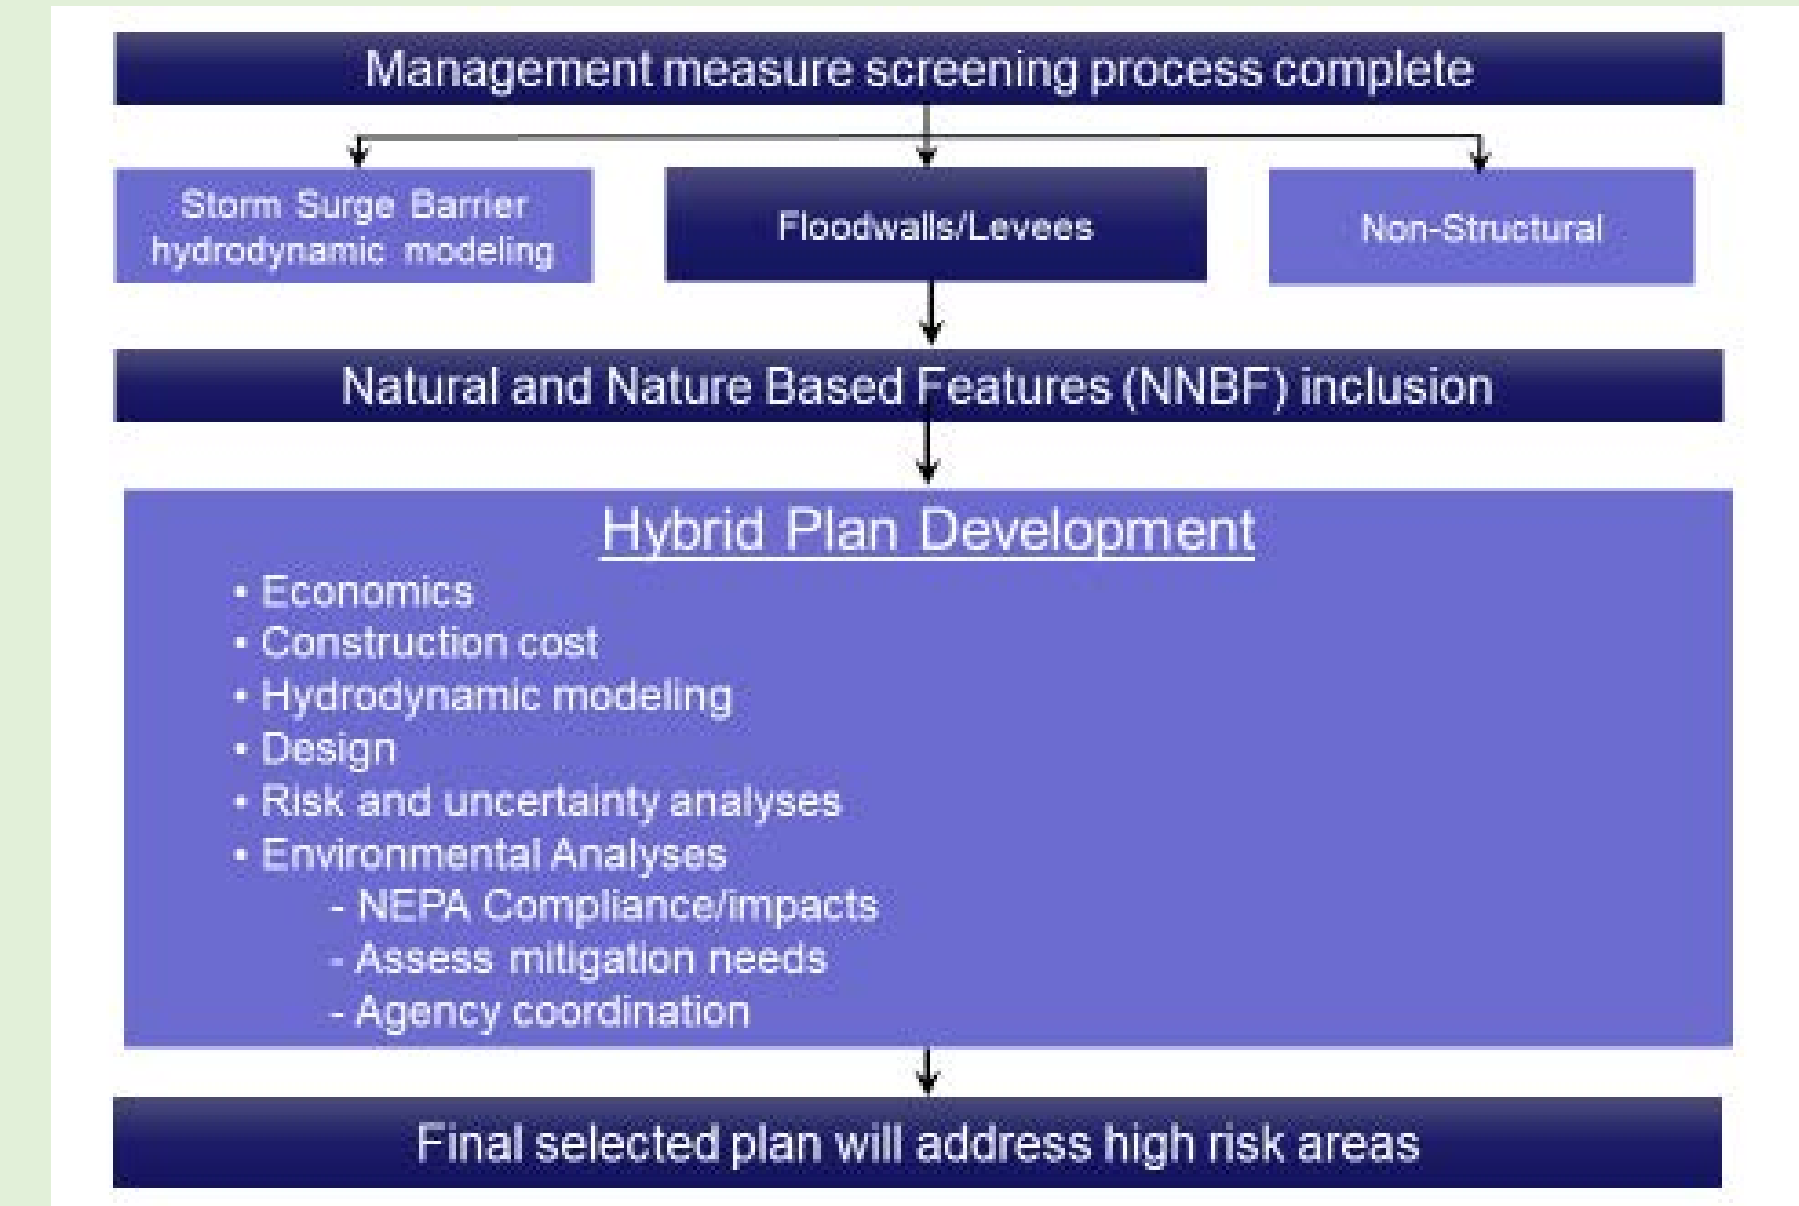 Management measure screening process complete
Storm Surge Barrier
hydrodynamic modeling
Floodwalls/Levees
Non-Structural
Natural and Nature Based Features (NNBF) inclusion
Hybrid Plan Development
• Economics
• Construction cost
• Hydrodynamic modeling
• Design
• Risk and uncertainty analyses
• Environmental Analyses
- NEPA Compliance/impacts
- Assess mitigation needs
- Agency coordination
Final selected plan will address high risk areas